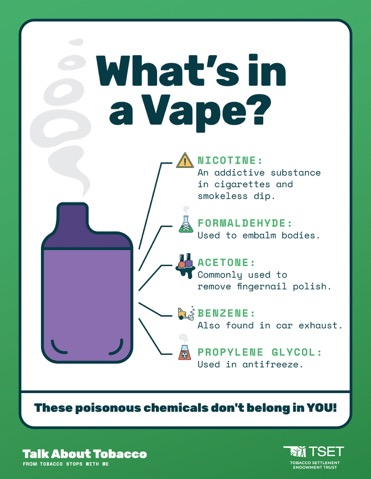 What's in
a Vape?
NICOTINE:
An addictive substance
in cigarettes and
smokeless dip.
FORMALDEHYDE:
Used to embalm bodies.
ACETONE:
Commonly used to
remove fingernail polish.
BENZENE:
Also found in car exhaust.
PROPYLENE GLYCOL:
Used in antifreeze.
These poisonous chemicals don't belong in YOU!
Talk About Tobacco
FROM TOBACCO STOPS WITH ME
TSET
TOBACCO SETTLEMENT
ENDOWMENT TRUST